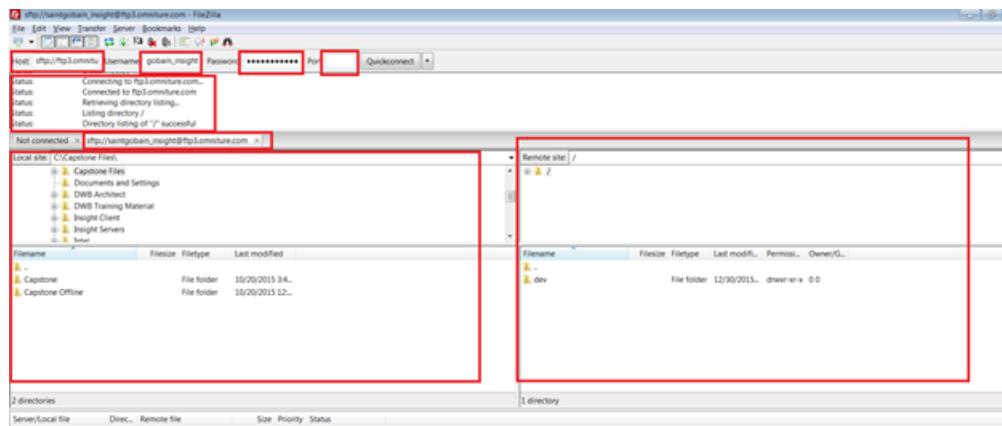 sftp://saintgobain_insight@ftp3.omniture.com - FileZilla
File Edit View Transfer Server Bookmarks Help
Host: sftp://ftp3.omnitu Username: gobain_insight Password: ●●●●●●●●●●● Port: Quickconnect
Status: Connecting to ftp3.omniture.com...
Status: Connected to ftp3.omniture.com
Status: Retrieving directory listing...
Status: Listing directory /
Status: Directory listing of "/" successful
Not connected × sftp://saintgobain_insight@ftp3.omniture.com ×
Local site: C:\Capstone Files\ Remote site: /
Capstone Files /
Documents and Settings
DWB Architect
DWB Training Material
Insight Client
Insight Servers
Intel
Filename Filesize Filetype Last modified Filename Filesize Filetype Last modifi... Permissi... Owner/G...
.. ..
Capstone File folder 10/20/2015 3:4... dev File folder 12/30/2015... drwxr-xr-x 0 0
Capstone Offline File folder 10/20/2015 12:...
2 directories 1 directory
Server/Local file Direc... Remote file Size Priority Status